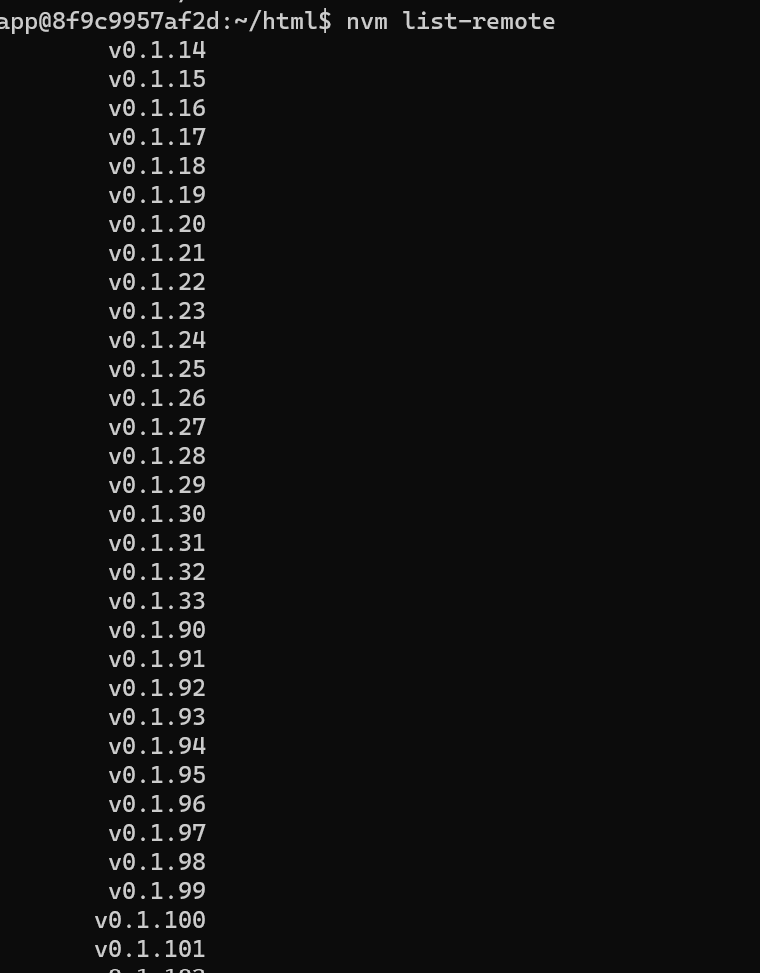 app@8f9c9957af2d:~/html$ nvm list-remote
v0.1.14
v0.1.15
v0.1.16
v0.1.17
v0.1.18
v0.1.19
v0.1.20
v0.1.21
v0.1.22
v0.1.23
v0.1.24
v0.1.25
v0.1.26
v0.1.27
v0.1.28
v0.1.29
v0.1.30
v0.1.31
v0.1.32
v0.1.33
v0.1.90
v0.1.91
v0.1.92
v0.1.93
v0.1.94
v0.1.95
v0.1.96
v0.1.97
v0.1.98
v0.1.99
v0.1.100
v0.1.101